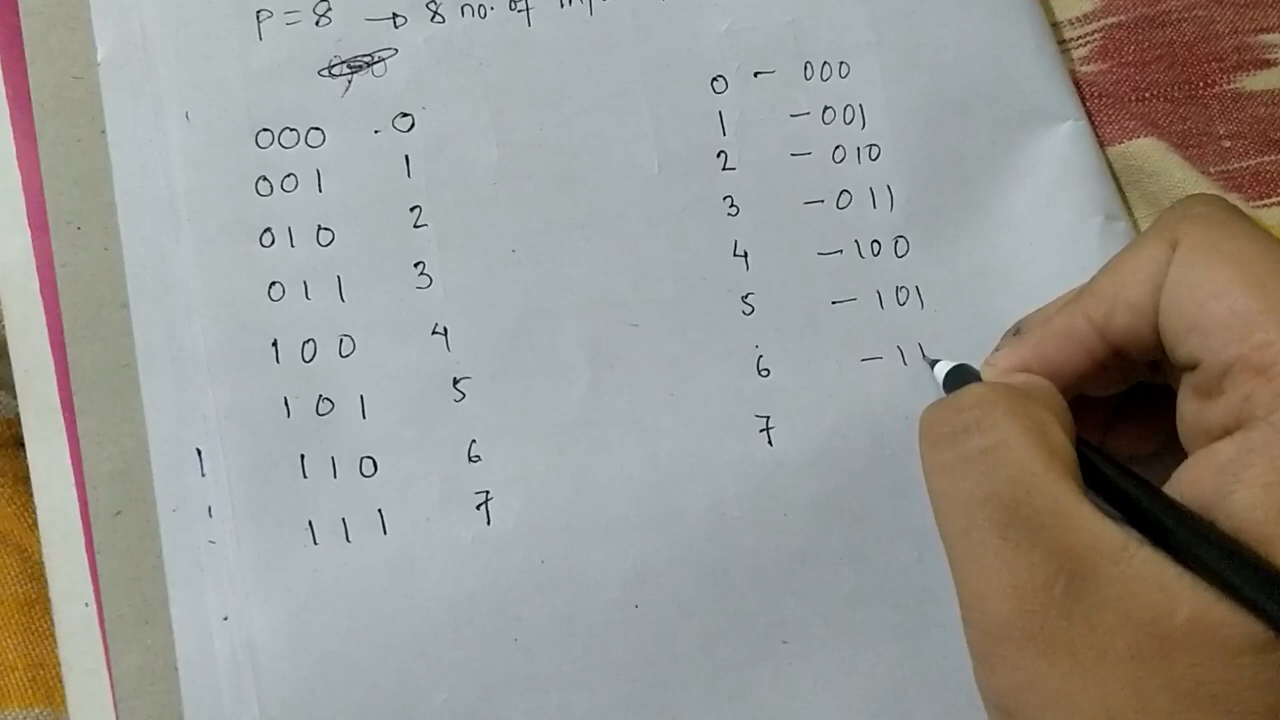 P = 8 → 8 no. of
000 .0
001 1
010 2
011 3
100 4
101 5
1 110 6
111 7
0 - 000
1 - 001
2 - 010
3 - 011
4 - 100
5 - 101
6 - 11
7